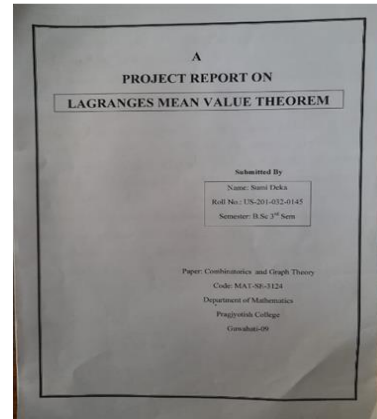 A
PROJECT REPORT ON
LAGRANGES MEAN VALUE THEOREM
Submitted By
Name: Sumi Deka
Roll No.: US-201-032-0145
Semester: B.Sc 3rd Sem
Paper: Combinatorics and Graph Theory
Code: MAT-SE-3124
Department of Mathematics
Pragjyotish College
Guwahati-09